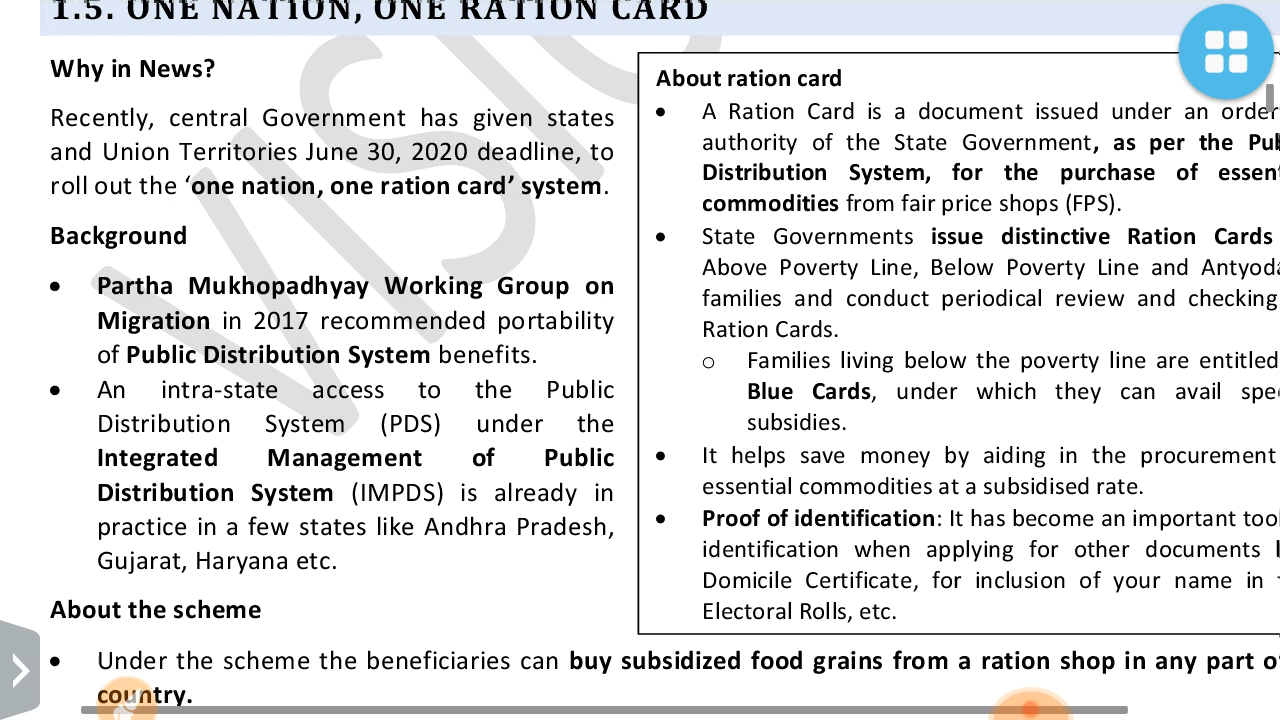 1.5. ONE NATION, ONE RATION CARD
Why in News?
Recently, central Government has given states
and Union Territories June 30, 2020 deadline, to
roll out the ‘one nation, one ration card’ system.
Background
• Partha Mukhopadhyay Working Group on
Migration in 2017 recommended portability
of Public Distribution System benefits.
• An intra-state access to the Public
Distribution System (PDS) under the
Integrated Management of Public
Distribution System (IMPDS) is already in
practice in a few states like Andhra Pradesh,
Gujarat, Haryana etc.
About the scheme
About ration card
• A Ration Card is a document issued under an order
authority of the State Government, as per the
Distribution System, for the purchase of
commodities from fair price shops (FPS).
• State Governments issue distinctive Ration Cards
Above Poverty Line, Below Poverty Line and
families and conduct periodical review and checking
Ration Cards.
o Families living below the poverty line are entitled
Blue Cards, under which they can avail
subsidies.
• It helps save money by aiding in the procurement
essential commodities at a subsidised rate.
• Proof of identification: It has become an important
identification when applying for other documents
Domicile Certificate, for inclusion of your name in
Electoral Rolls, etc.
• Under the scheme the beneficiaries can buy subsidized food grains from a ration shop in any part
country.